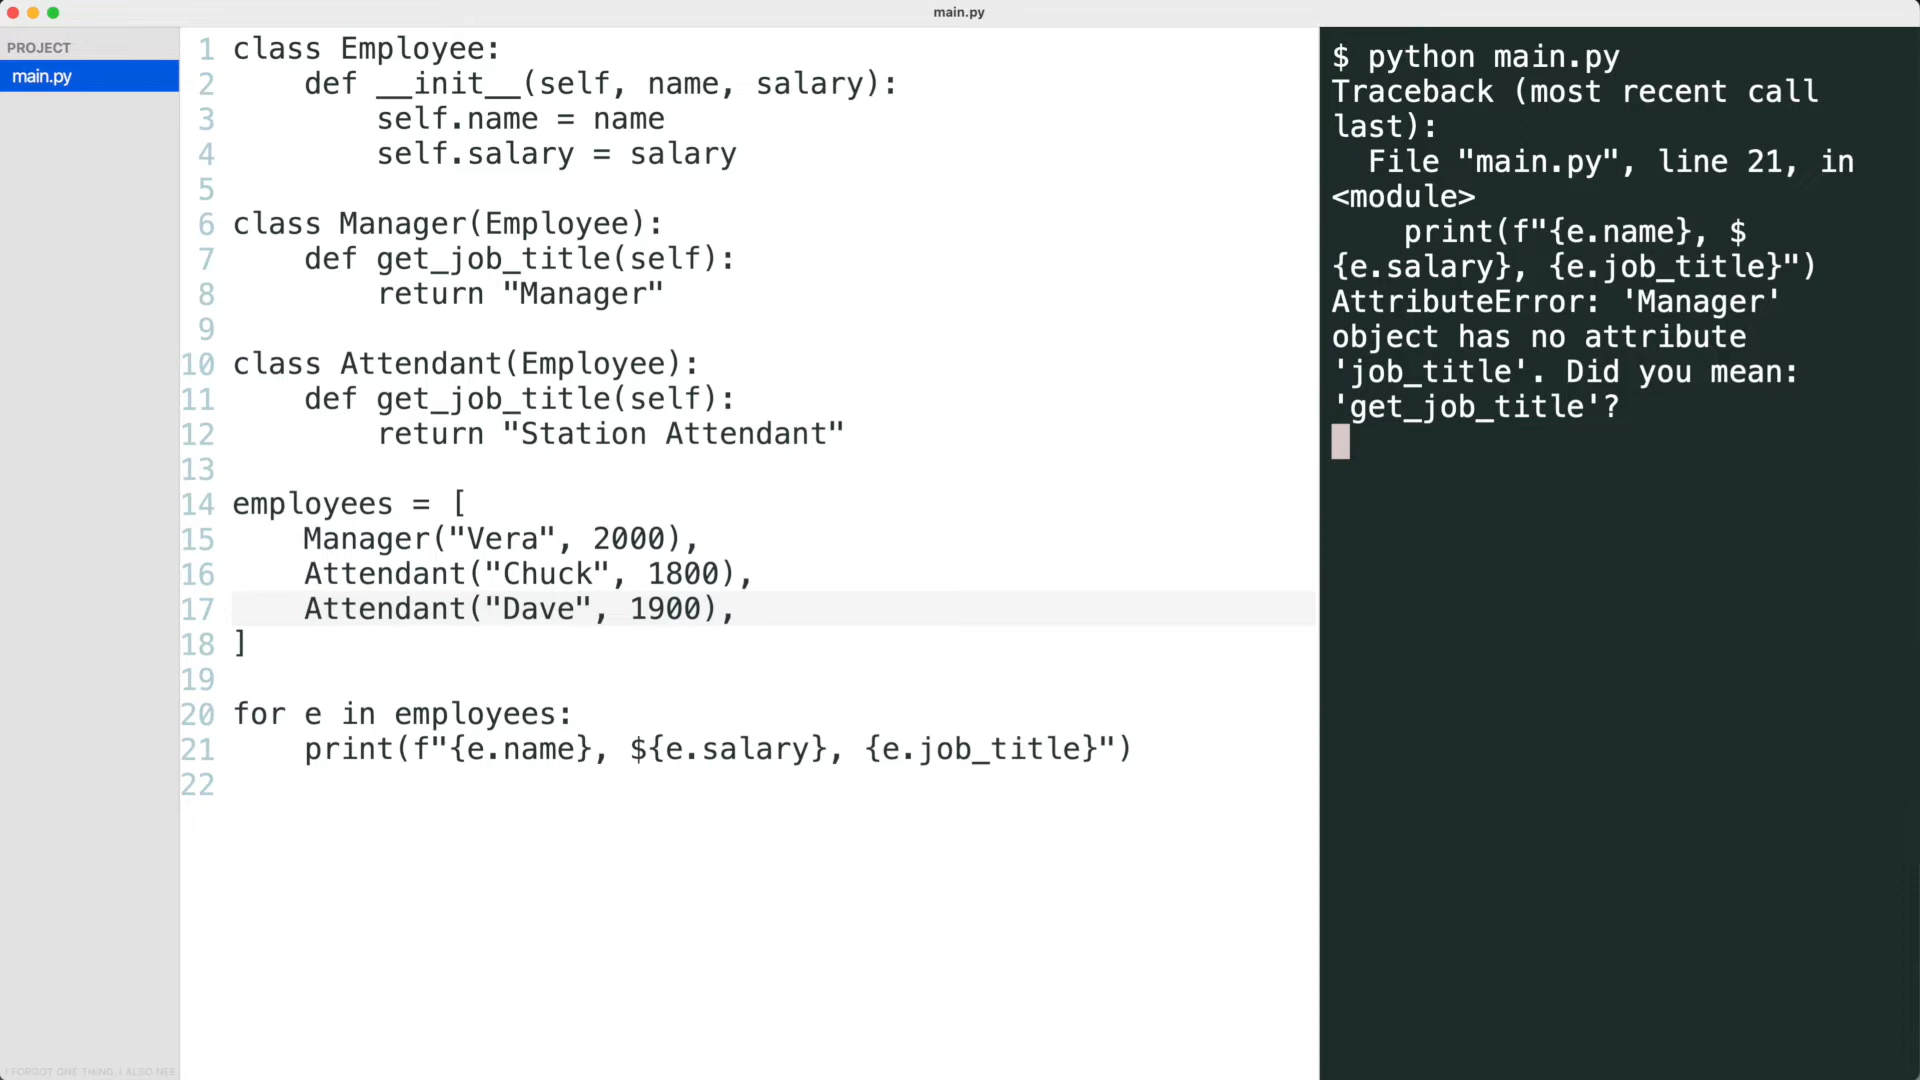 main.py
PROJECT
main.py
1 class Employee:
2     def __init__(self, name, salary):
3         self.name = name
4         self.salary = salary
5
6 class Manager(Employee):
7     def get_job_title(self):
8         return "Manager"
9
10 class Attendant(Employee):
11     def get_job_title(self):
12         return "Station Attendant"
13
14 employees = [
15     Manager("Vera", 2000),
16     Attendant("Chuck", 1800),
17     Attendant("Dave", 1900),
18 ]
19
20 for e in employees:
21     print(f"{e.name}, ${e.salary}, {e.job_title}")
22
$ python main.py
Traceback (most recent call
last):
  File "main.py", line 21, in
<module>
    print(f"{e.name}, $
{e.salary}, {e.job_title}")
AttributeError: 'Manager'
object has no attribute
'job_title'. Did you mean:
'get_job_title'?
I FORGOT ONE THING, I ALSO NEE